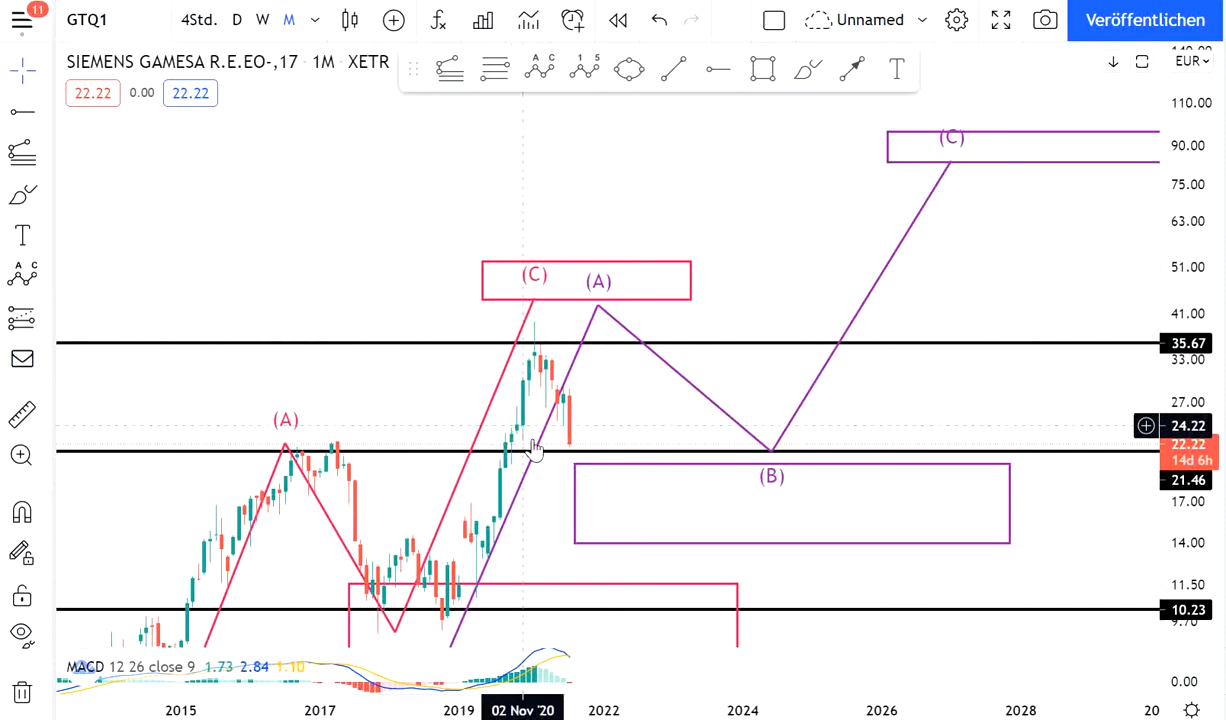 11
GTQ1 4Std. D W M Unnamed Veröffentlichen
SIEMENS GAMESA R.E.EO-,17 · 1M · XETR
A C
1 5
T
EUR
22.22 0.00 22.22
110.00
(C)
90.00
75.00
63.00
T
51.00
A C
(C)
(A)
41.00
35.67
33.00
27.00
(A)
24.22
22.22
14d 6h
(B)
21.46
17.00
14.00
11.50
10.23
9.70
MACD 12 26 close 9 1.73 2.84 1.10
0.00
2015 2017 2019 02 Nov '20 2022 2024 2026 2028 20